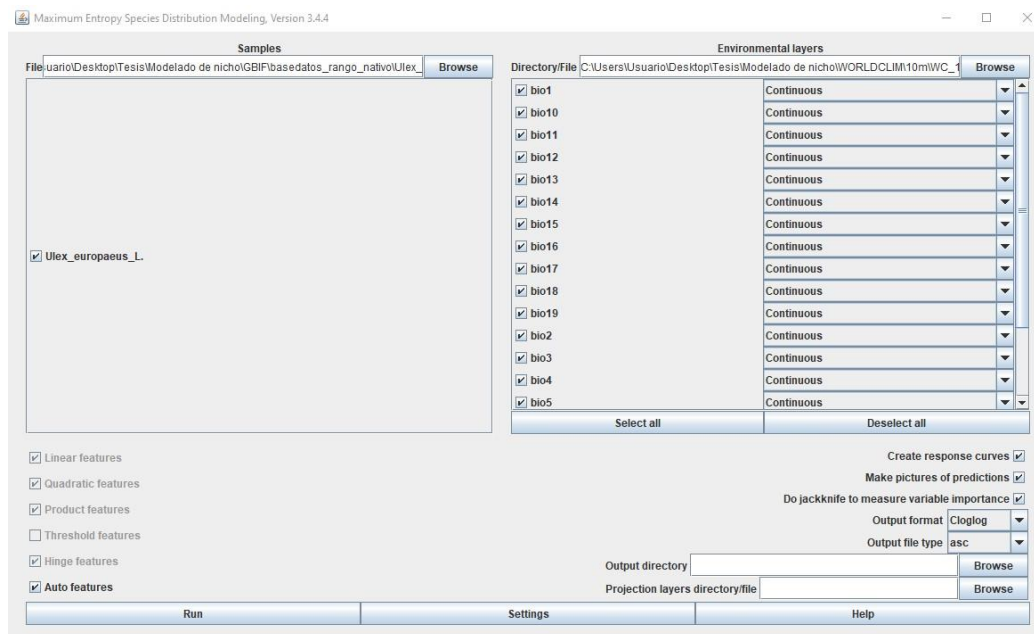 Maximum Entropy Species Distribution Modeling, Version 3.4.4
Samples
File uario\Desktop\Tesis\Modelado de nicho\GBIF\basedatos_rango_nativo\Ulex_ Browse
Ulex_europaeus_L.
Environmental layers
Directory/File C:\Users\Usuario\Desktop\Tesis\Modelado de nicho\WORLDCLIM\10m\WC_1 Browse
bio1 Continuous
bio10 Continuous
bio11 Continuous
bio12 Continuous
bio13 Continuous
bio14 Continuous
bio15 Continuous
bio16 Continuous
bio17 Continuous
bio18 Continuous
bio19 Continuous
bio2 Continuous
bio3 Continuous
bio4 Continuous
bio5 Continuous
Select all Deselect all
Linear features
Quadratic features
Product features
Threshold features
Hinge features
Auto features
Create response curves
Make pictures of predictions
Do jackknife to measure variable importance
Output format Cloglog
Output file type asc
Output directory Browse
Projection layers directory/file Browse
Run Settings Help